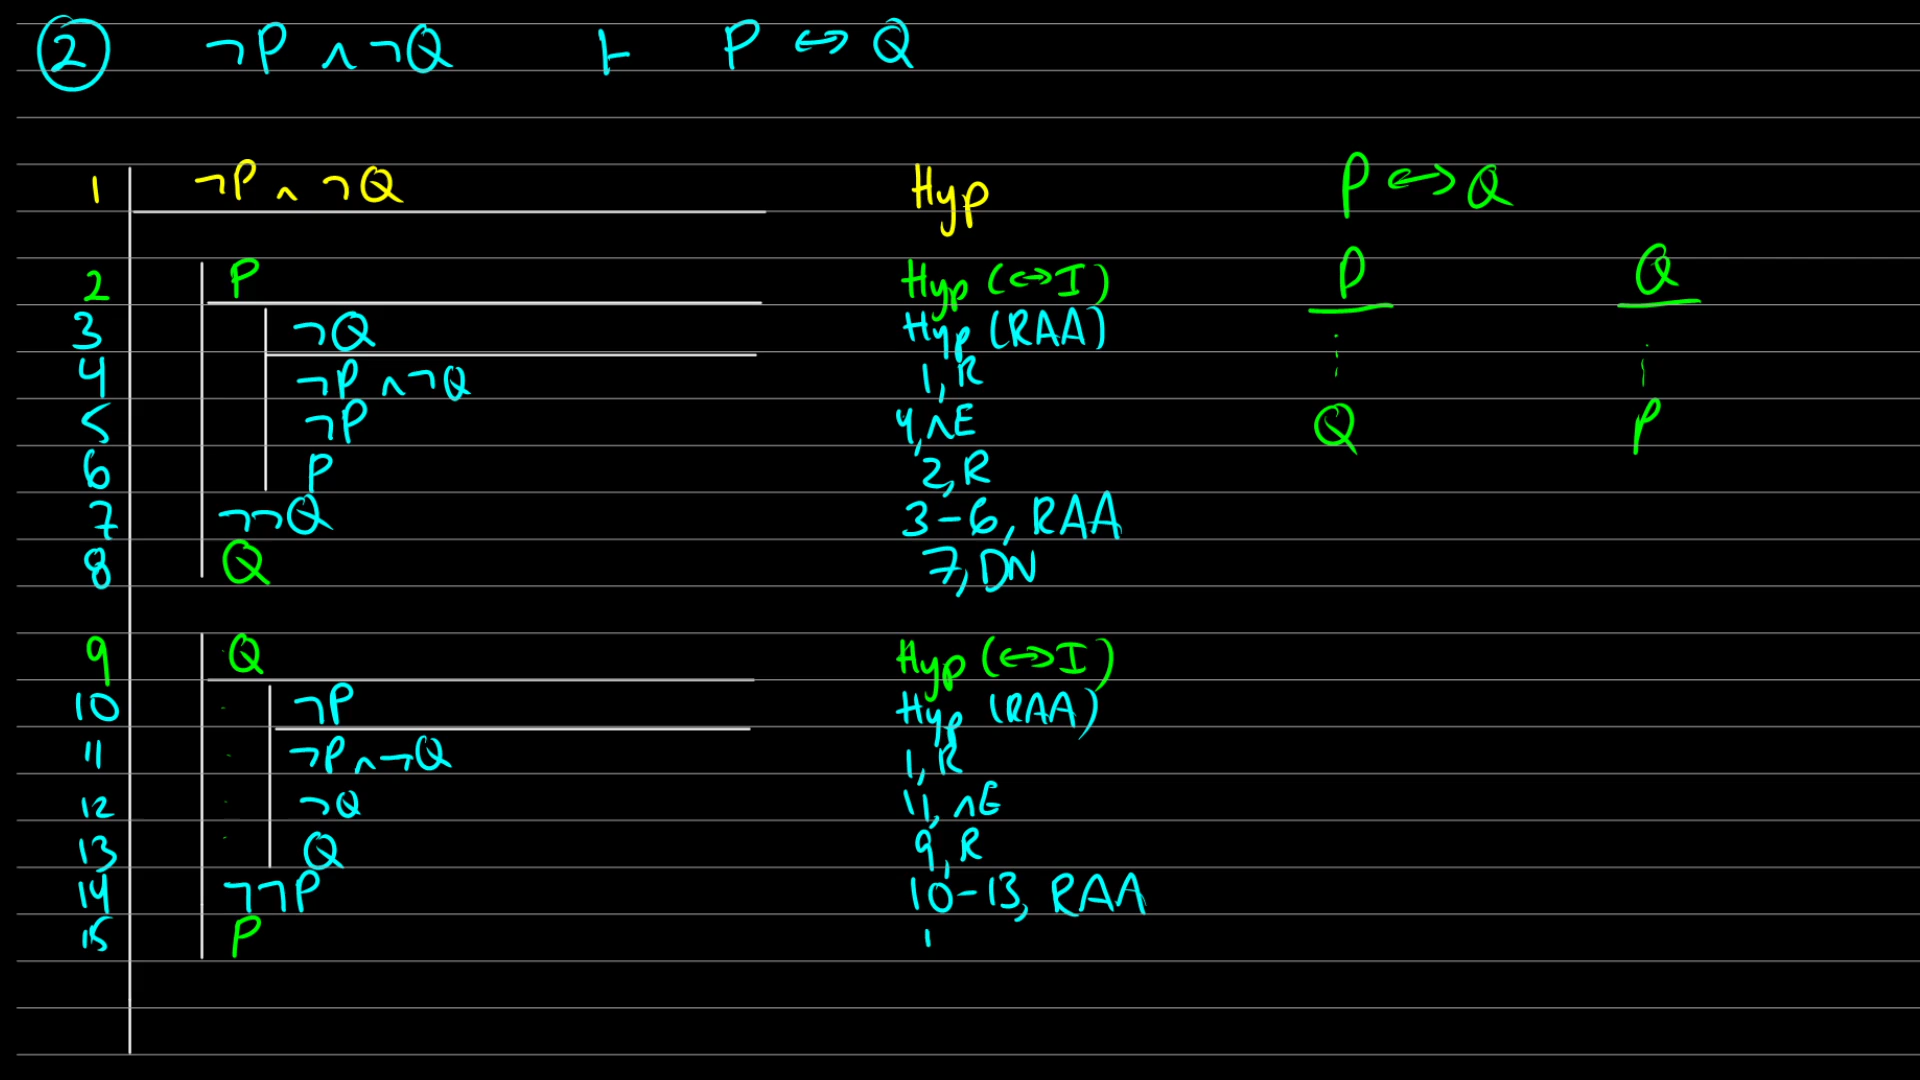 2 ¬P ∧ ¬Q ⊢ P ↔ Q
1 ¬P ∧ ¬Q Hyp
2 P Hyp (↔I)
3 ¬Q Hyp (RAA)
4 ¬P ∧ ¬Q 1, R
5 ¬P 4, ∧E
6 P 2, R
7 ¬¬Q 3-6, RAA
8 Q 7, DN
9 Q Hyp (↔I)
10 ¬P Hyp (RAA)
11 ¬P ∧ ¬Q 1, R
12 ¬Q 11, ∧E
13 Q 9, R
14 ¬¬P 10-13, RAA
15 P 1
P ↔ Q
P Q
⋮ ⋮
Q P